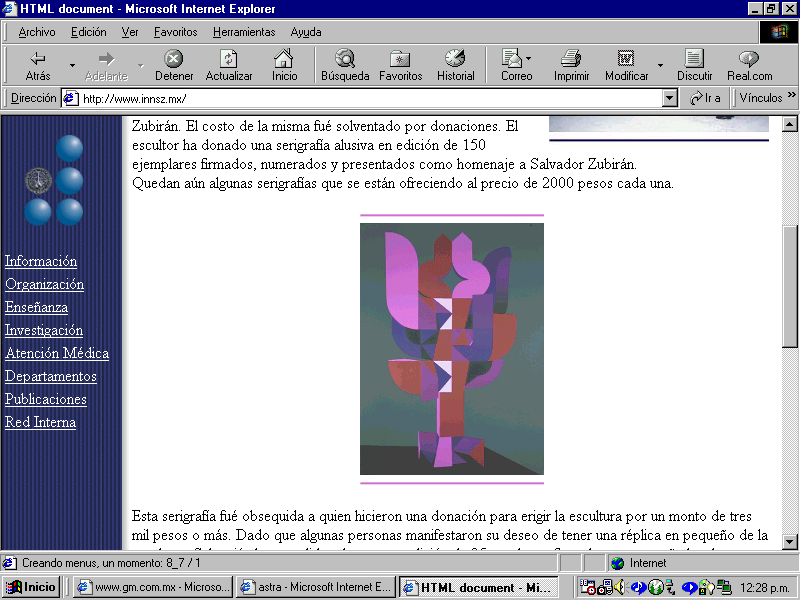 HTML document - Microsoft Internet Explorer
Archivo Edición Ver Favoritos Herramientas Ayuda
Atrás Adelante Detener Actualizar Inicio Búsqueda Favoritos Historial Correo Imprimir Modificar Discutir Real.com
Dirección http://www.innsz.mx/ Ir a Vínculos »
Zubirán. El costo de la misma fué solventado por donaciones. El
escultor ha donado una serigrafía alusiva en edición de 150
ejemplares firmados, numerados y presentados como homenaje a Salvador Zubirán.
Quedan aún algunas serigrafías que se están ofreciendo al precio de 2000 pesos cada una.
Información
Organización
Enseñanza
Investigación
Atención Médica
Departamentos
Publicaciones
Red Interna
Esta serigrafía fué obsequida a quien hicieron una donación para erigir la escultura por un monto de tres
mil pesos o más. Dado que algunas personas manifestaron su deseo de tener una réplica en pequeño de la
Creando menus, un momento: 8_7 / 1 Internet
Inicio www.gm.com.mx - Microso... astra - Microsoft Internet E... HTML document - Mi... 12:28 p.m.